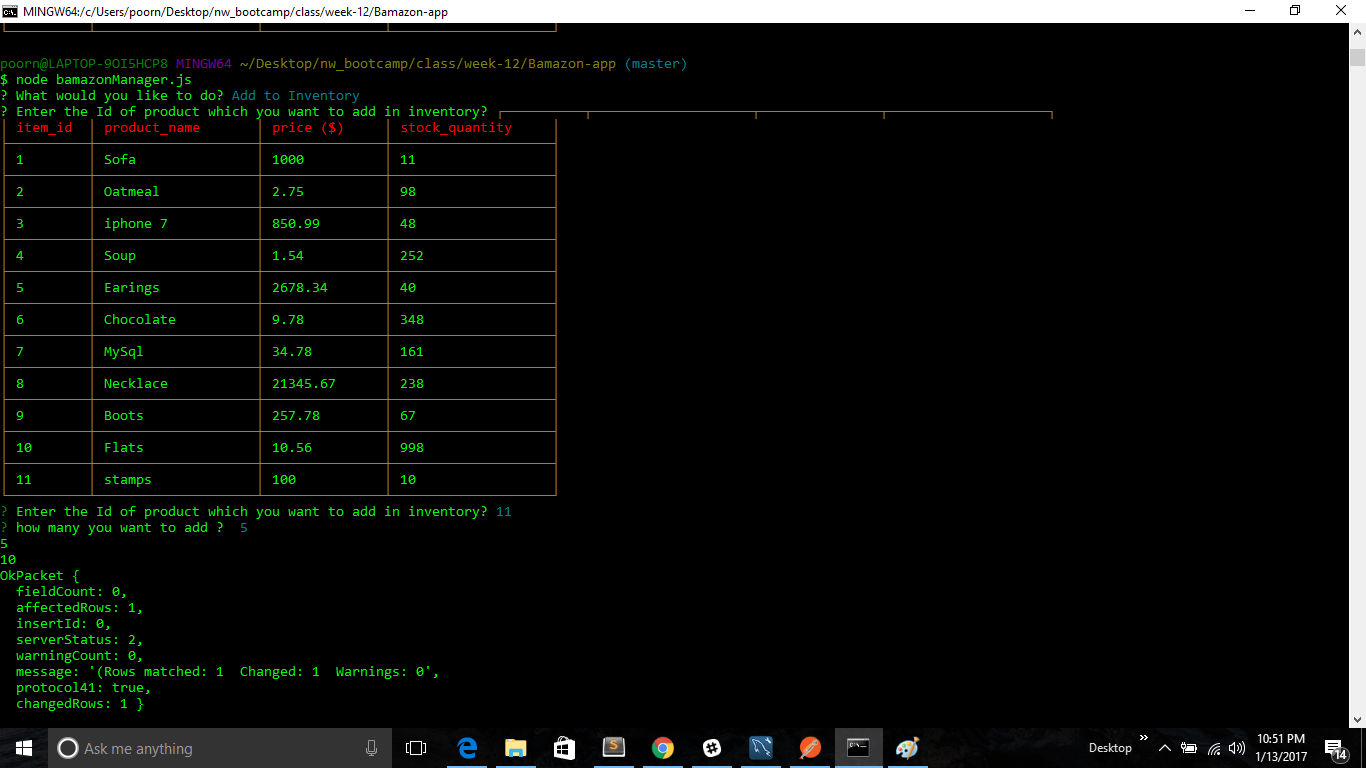 MINGW64:/c/Users/poorn/Desktop/nw_bootcamp/class/week-12/Bamazon-app
poorn@LAPTOP-9OI5HCP8 MINGW64 ~/Desktop/nw_bootcamp/class/week-12/Bamazon-app (master)
$ node bamazonManager.js
? What would you like to do? Add to Inventory
? Enter the Id of product which you want to add in inventory?
item_id product_name price ($) stock_quantity
1 Sofa 1000 11
2 Oatmeal 2.75 98
3 iphone 7 850.99 48
4 Soup 1.54 252
5 Earings 2678.34 40
6 Chocolate 9.78 348
7 MySql 34.78 161
8 Necklace 21345.67 238
9 Boots 257.78 67
10 Flats 10.56 998
11 stamps 100 10
? Enter the Id of product which you want to add in inventory? 11
? how many you want to add ?  5
5
10
OkPacket {
  fieldCount: 0,
  affectedRows: 1,
  insertId: 0,
  serverStatus: 2,
  warningCount: 0,
  message: '(Rows matched: 1  Changed: 1  Warnings: 0',
  protocol41: true,
  changedRows: 1 }
Ask me anything
Desktop
10:51 PM
1/13/2017
14